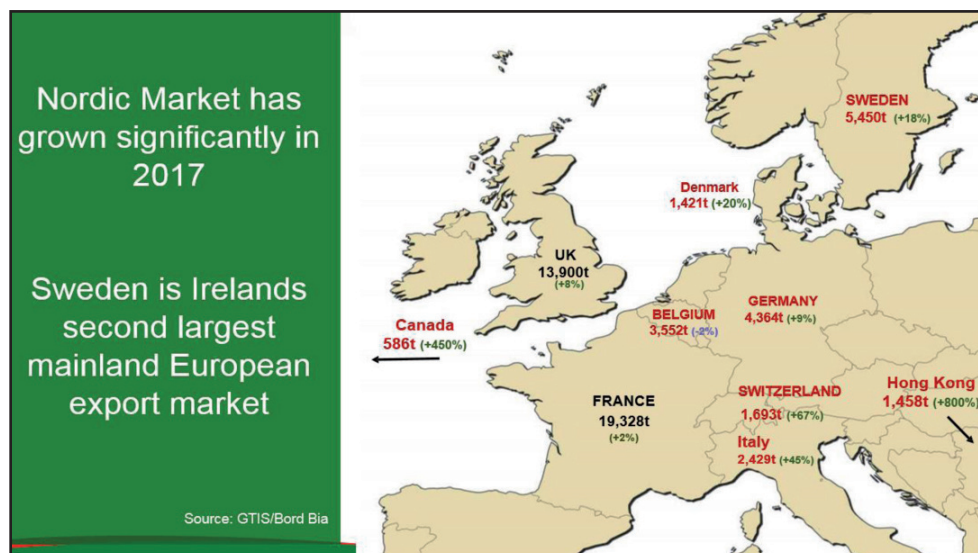 Nordic Market has
grown significantly in
2017
Sweden is Irelands
second largest
mainland European
export market
Source: GTIS/Bord Bia
SWEDEN
5,450t (+18%)
Denmark
1,421t (+20%)
UK
13,900t
(+8%)
BELGIUM
3,552t (-2%)
GERMANY
4,364t (+9%)
Canada
586t (+450%)
FRANCE
19,328t
(+2%)
SWITZERLAND
1,693t (+67%)
Hong Kong
1,458t (+800%)
Italy
2,429t (+45%)